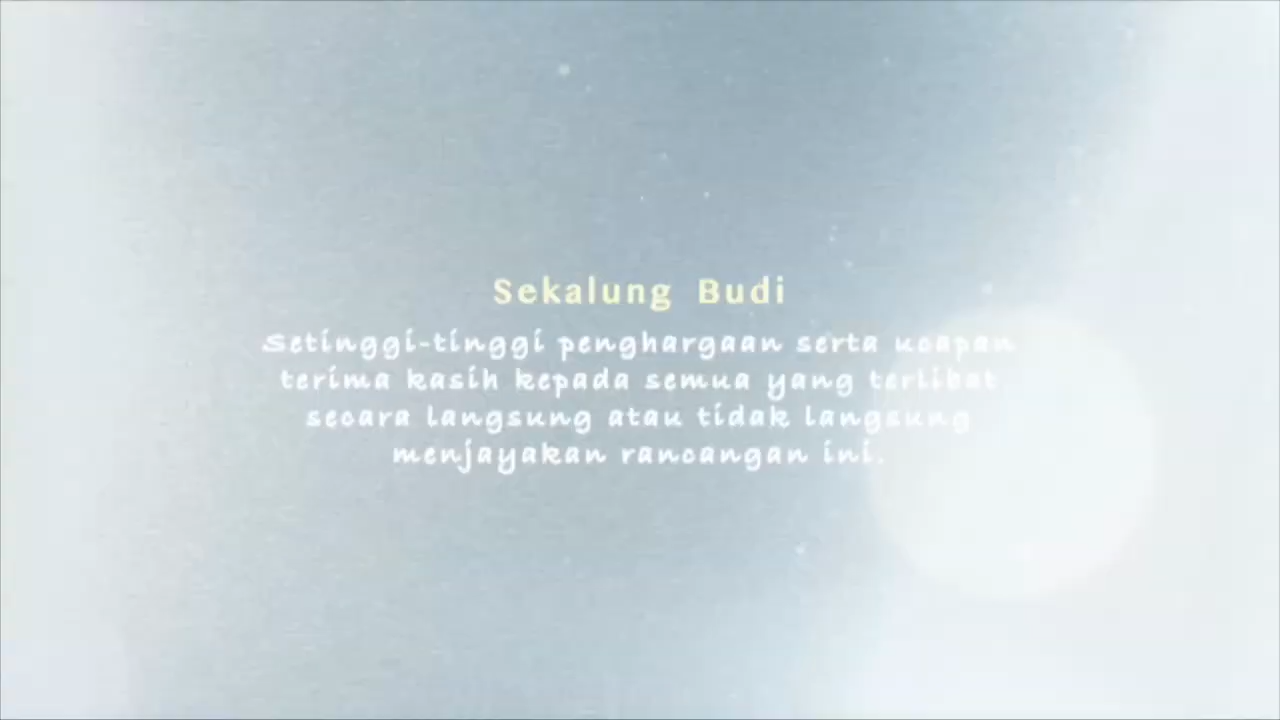 Sekalung Budi
Setinggi-tinggi penghargaan serta ucapan
terima kasih kepada semua yang terlibat
secara langsung atau tidak langsung
menjayakan rancangan ini.